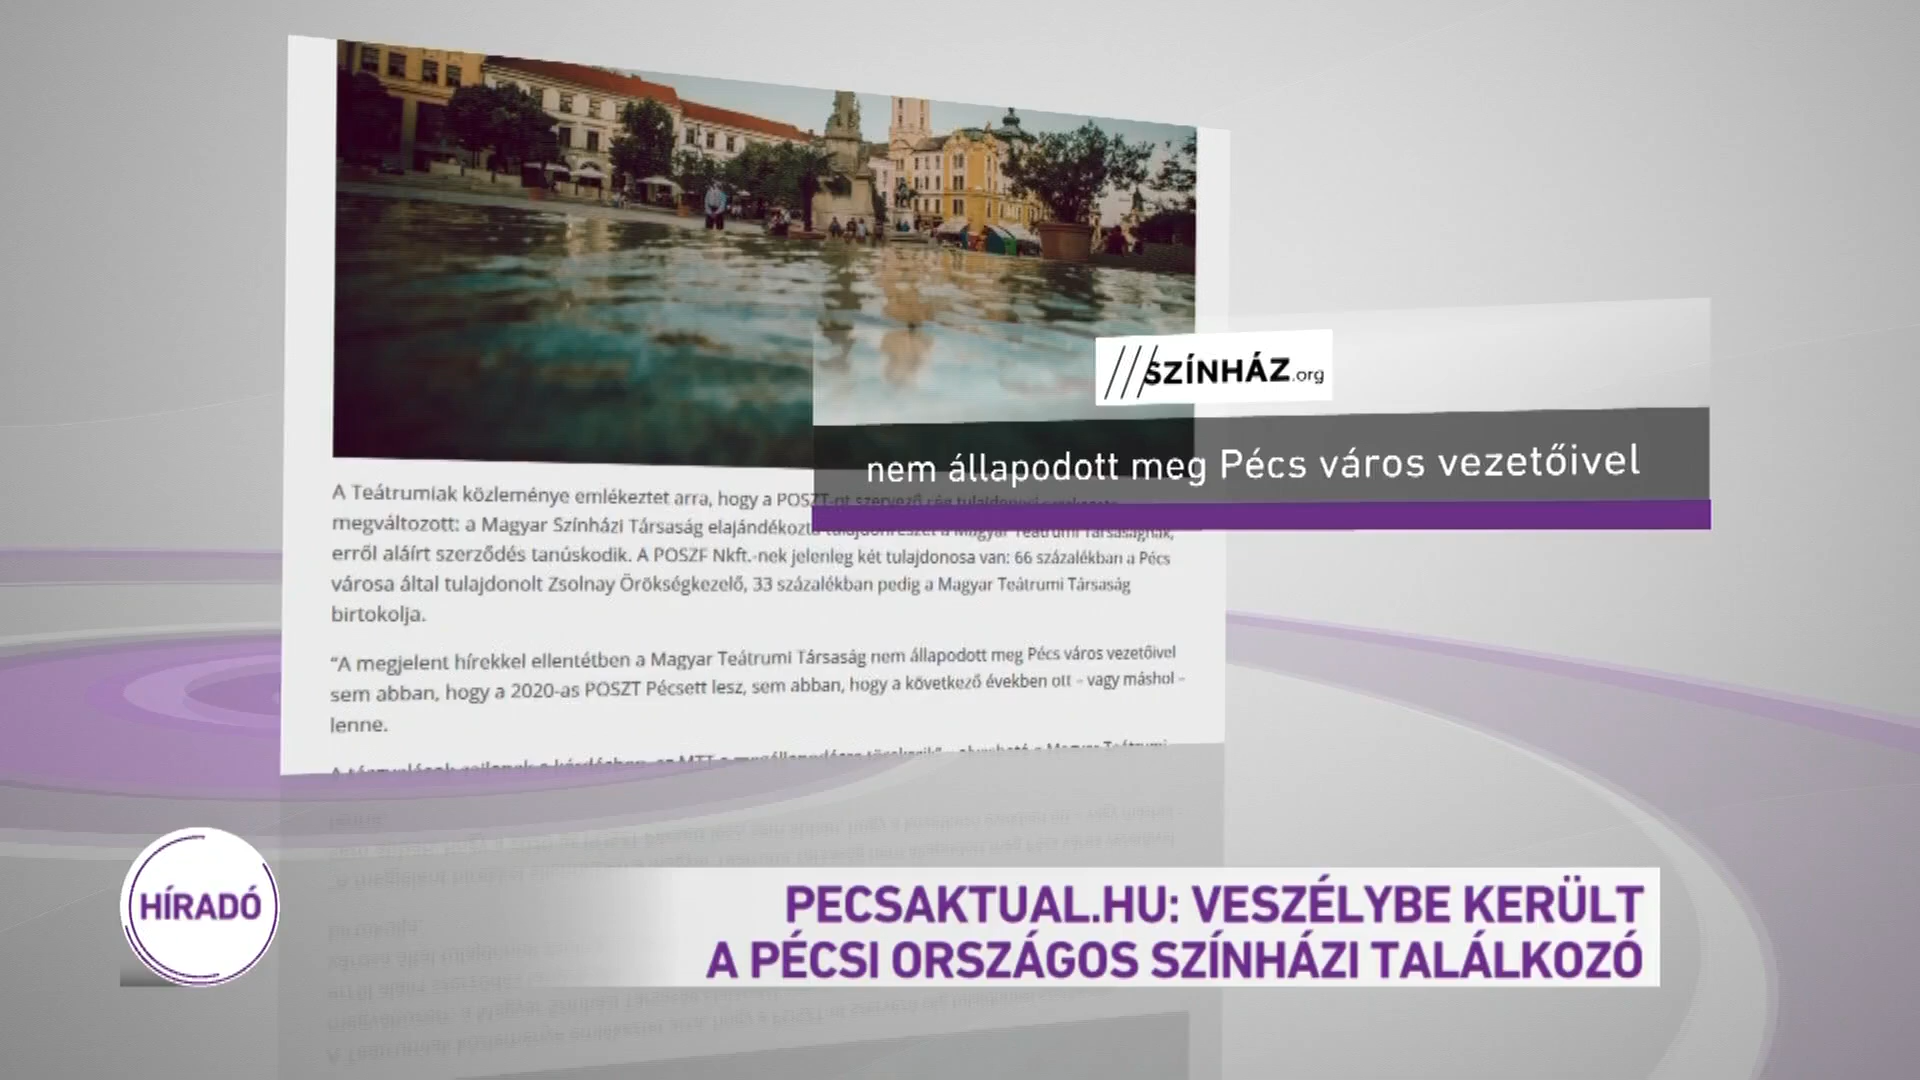 SZÍNHÁZ.org
nem állapodott meg Pécs város vezetőivel
A Teátrumiak közleménye emlékeztet arra, hogy a POSZT-ot szervező cég tulajdonosi
megváltozott: a Magyar Színházi Társaság elajándékozta tulajdonrészét a Magyar Teátrumi Társaságnak,
erről aláírt szerződés tanúskodik. A POSZF Nkft.-nek jelenleg két tulajdonosa van: 66 százalékban a Pécs
városa által tulajdonolt Zsolnay Örökségkezelő, 33 százalékban pedig a Magyar Teátrumi Társaság
birtokolja.
“A megjelent hírekkel ellentétben a Magyar Teátrumi Társaság nem állapodott meg Pécs város vezetőivel
sem abban, hogy a 2020-as POSZT Pécsett lesz, sem abban, hogy a következő években ott - vagy máshol -
lenne.
HÍRADÓ
PECSAKTUAL.HU: VESZÉLYBE KERÜLT
A PÉCSI ORSZÁGOS SZÍNHÁZI TALÁLKOZÓ